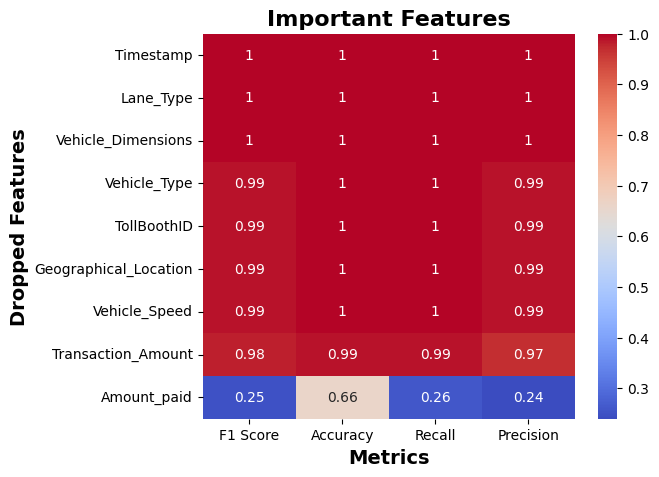 Important Features
Dropped Features
Timestamp 1 1 1 1
Lane_Type 1 1 1 1
Vehicle_Dimensions 1 1 1 1
Vehicle_Type 0.99 1 1 0.99
TollBoothID 0.99 1 1 0.99
Geographical_Location 0.99 1 1 0.99
Vehicle_Speed 0.99 1 1 0.99
Transaction_Amount 0.98 0.99 0.99 0.97
Amount_paid 0.25 0.66 0.26 0.24
F1 Score Accuracy Recall Precision
Metrics
1.0
0.9
0.8
0.7
0.6
0.5
0.4
0.3